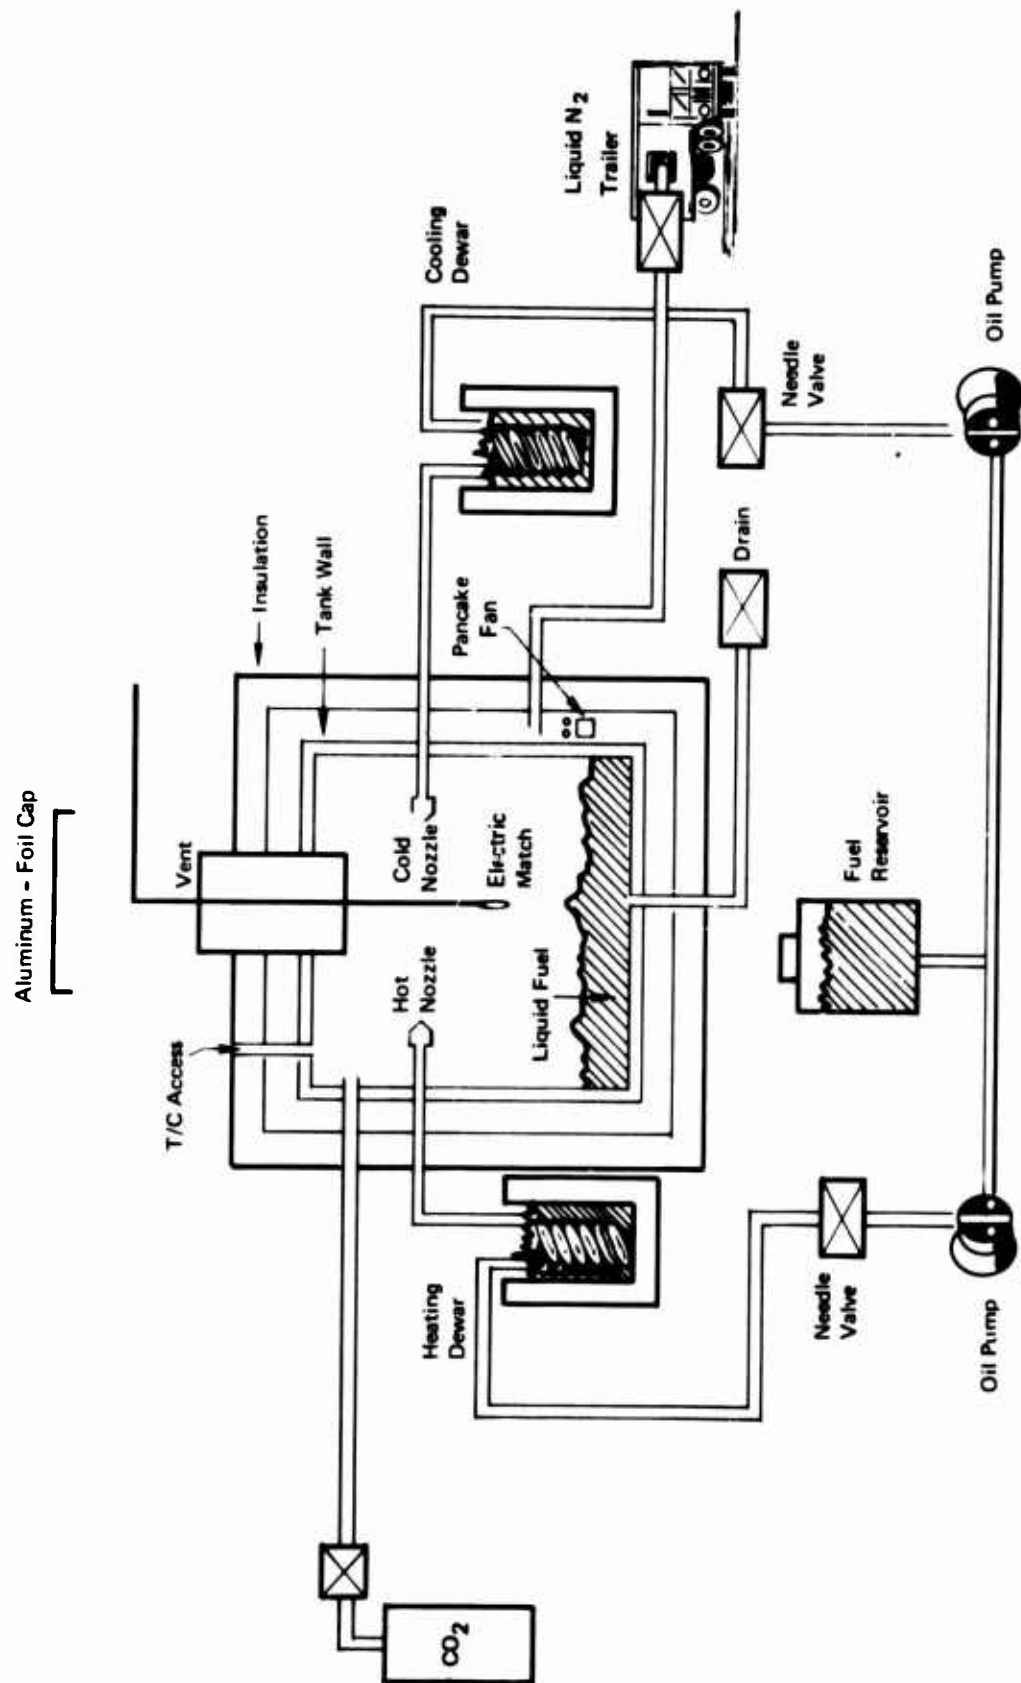 Aluminum - Foil Cap
Vent
T/C Access
Insulation
Tank Wall
Hot
Nozzle
Cold
Nozzle
Electric
Match
Liquid Fuel
Pancake
Fan
Cooling
Dewar
Liquid N2
Trailer
Heating
Dewar
CO2
Needle
Valve
Fuel
Reservoir
Drain
Needle
Valve
Oil Pump
Oil Pump